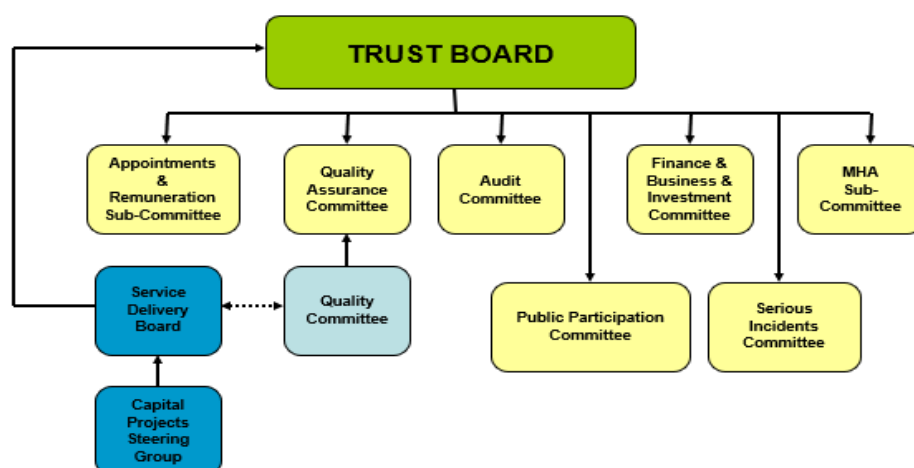 TRUST BOARD
Appointments
&
Remuneration
Sub-Committee
Quality
Assurance
Committee
Audit
Committee
Finance &
Business &
Investment
Committee
MHA
Sub-
Committee
Service
Delivery
Board
Quality
Committee
Public Participation
Committee
Serious
Incidents
Committee
Capital
Projects
Steering
Group